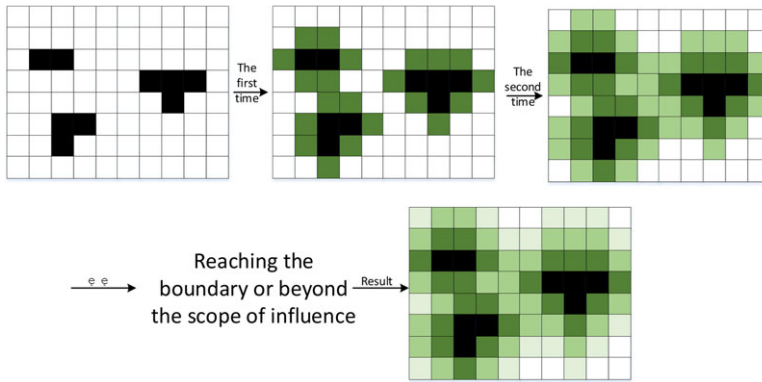 The
first
time
The
second
time
Reaching the
boundary or beyond
the scope of influence
Result